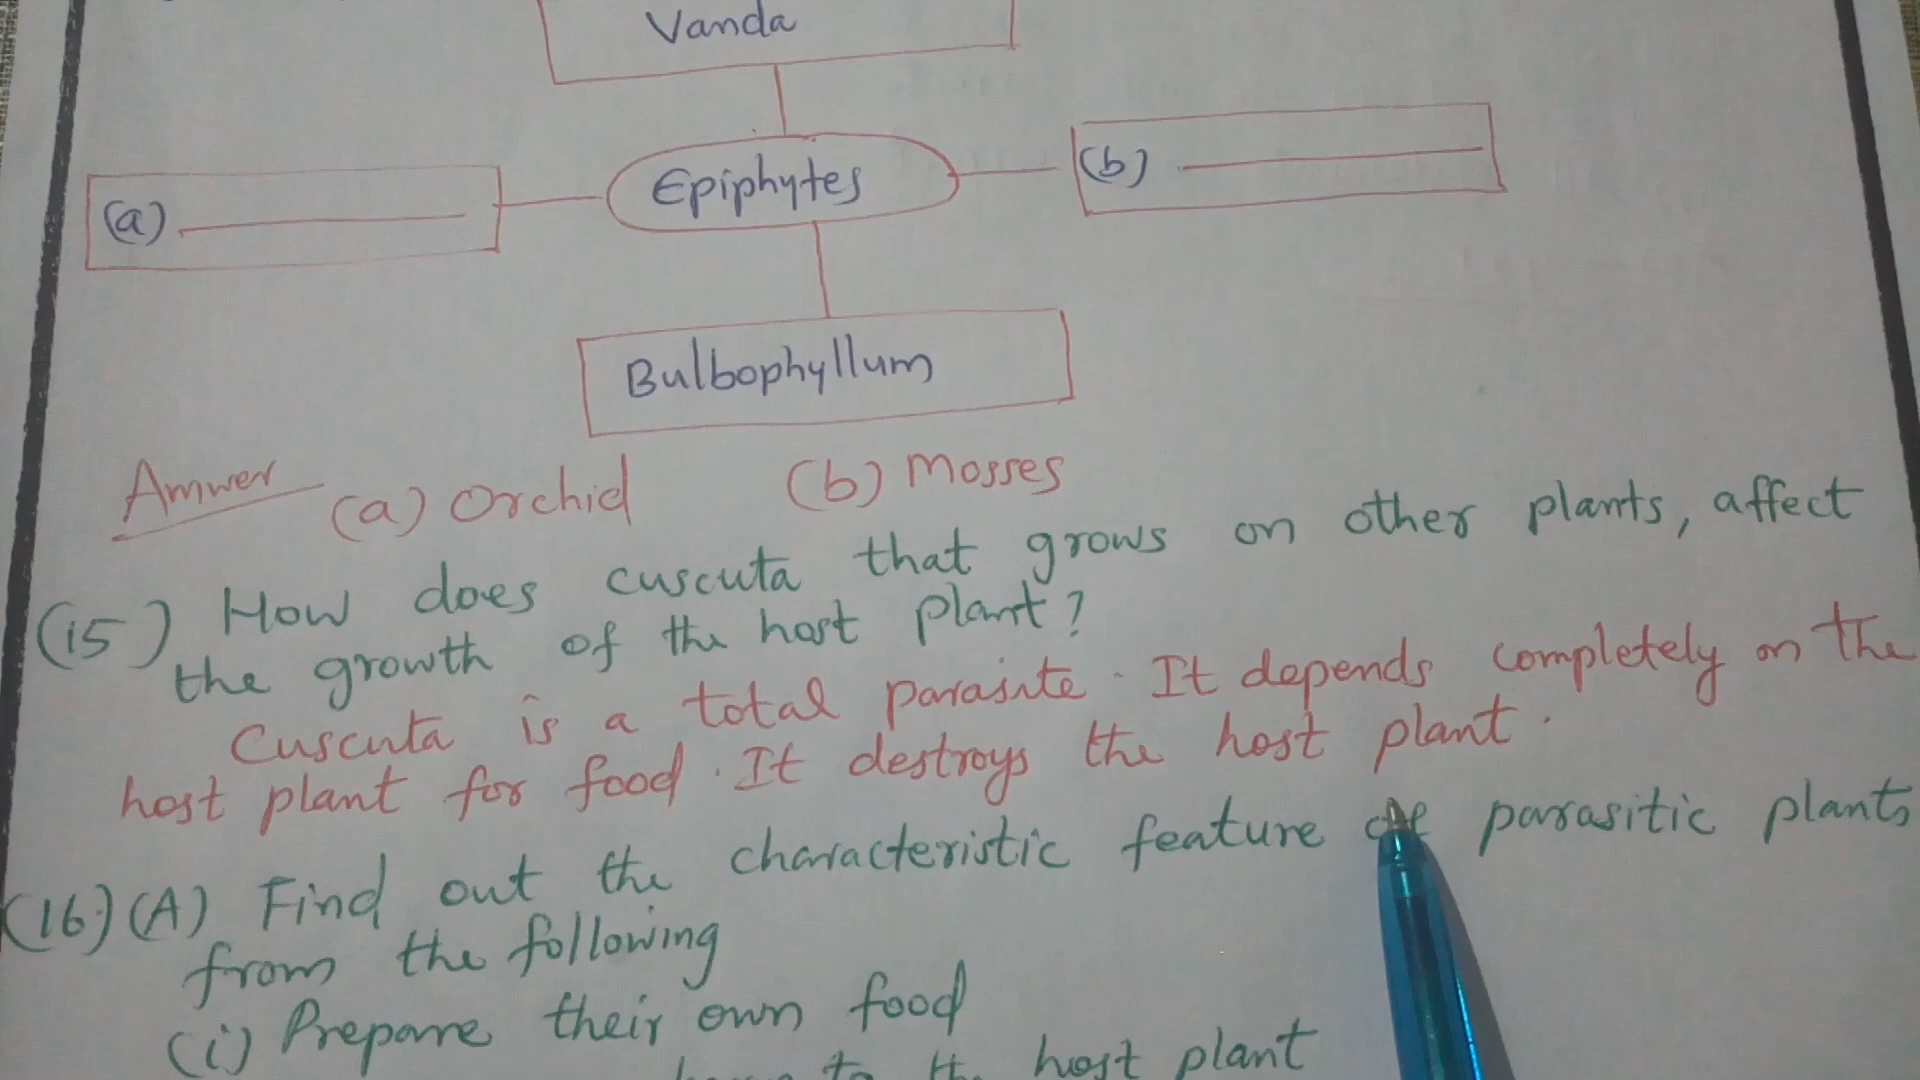 Vanda
Epiphytes
(a)
(b)
Bulbophyllum
Answer (a) Orchid (b) Mosses
(15) How does cuscuta that grows on other plants, affect
the growth of the host plant?
Cuscuta is a total parasite. It depends completely on the
host plant for food. It destroys the host plant.
(16)(A) Find out the characteristic feature of parasitic plants
from the following
(i) Prepare their own food
to the host plant